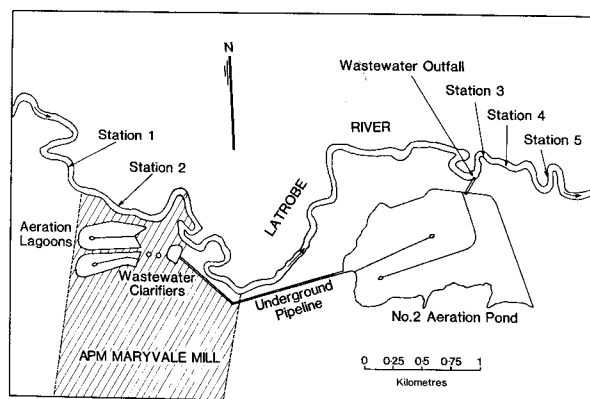 N
Wastewater Outfall
Station 3
Station 4
Station 5
RIVER
Station 1
Station 2
LATROBE
Aeration
Lagoons
Wastewater
Clarifiers
Underground
Pipeline
No.2 Aeration Pond
APM MARYVALE MILL
0 0·25 0·5 0·75 1
Kilometres